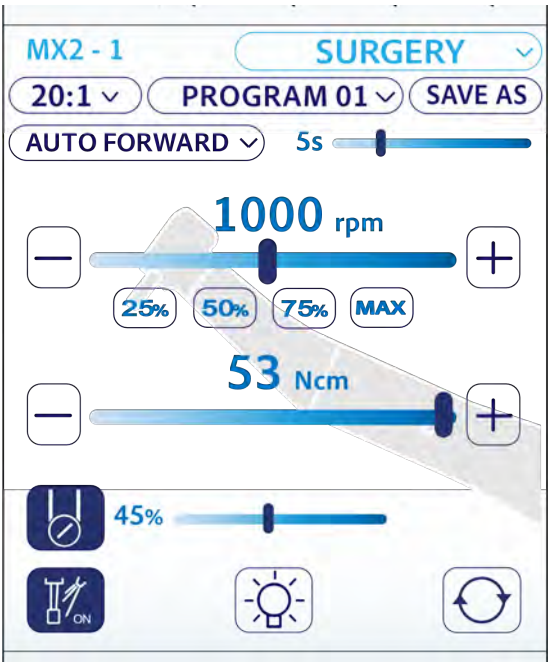 MX2 - 1 SURGERY
20:1 PROGRAM 01 SAVE AS
AUTO FORWARD 5s
1000 rpm
25% 50% 75% MAX
53 Ncm
45%
ON